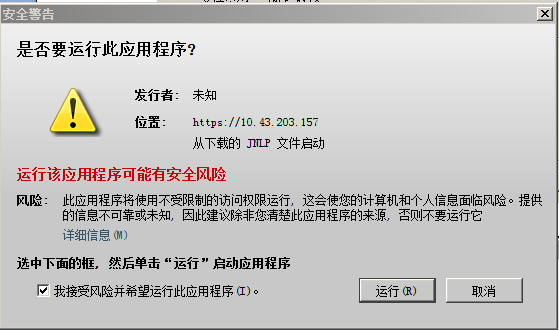 安全警告
是否要运行此应用程序?
发行者: 未知
位置: https://10.43.203.157
从下载的 JNLP 文件启动
运行该应用程序可能有安全风险
风险: 此应用程序将使用不受限制的访问权限运行, 这会使您的计算机和个人信息面临风险。提供
的信息不可靠或未知, 因此建议除非您清楚此应用程序的来源, 否则不要运行它
详细信息(M)
选中下面的框, 然后单击“运行”启动应用程序
我接受风险并希望运行此应用程序(I)。
运行(R)
取消